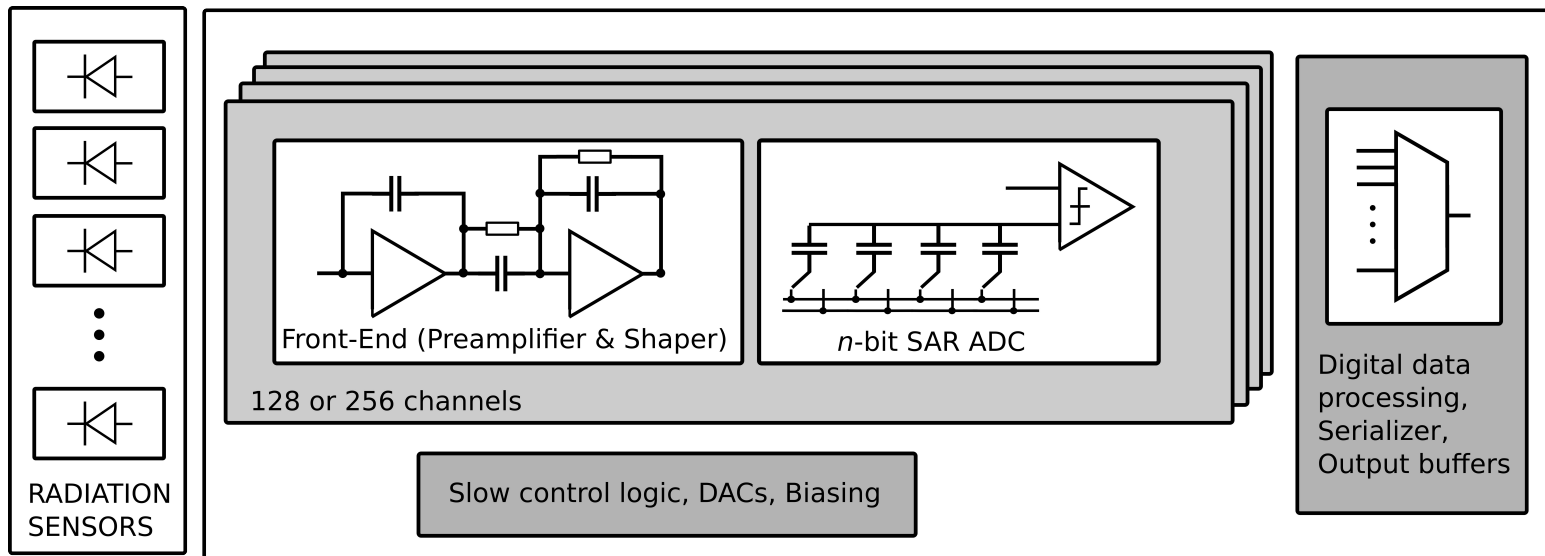 RADIATION
SENSORS
Front-End (Preamplifier & Shaper)
n-bit SAR ADC
128 or 256 channels
Slow control logic, DACs, Biasing
Digital data
processing,
Serializer,
Output buffers